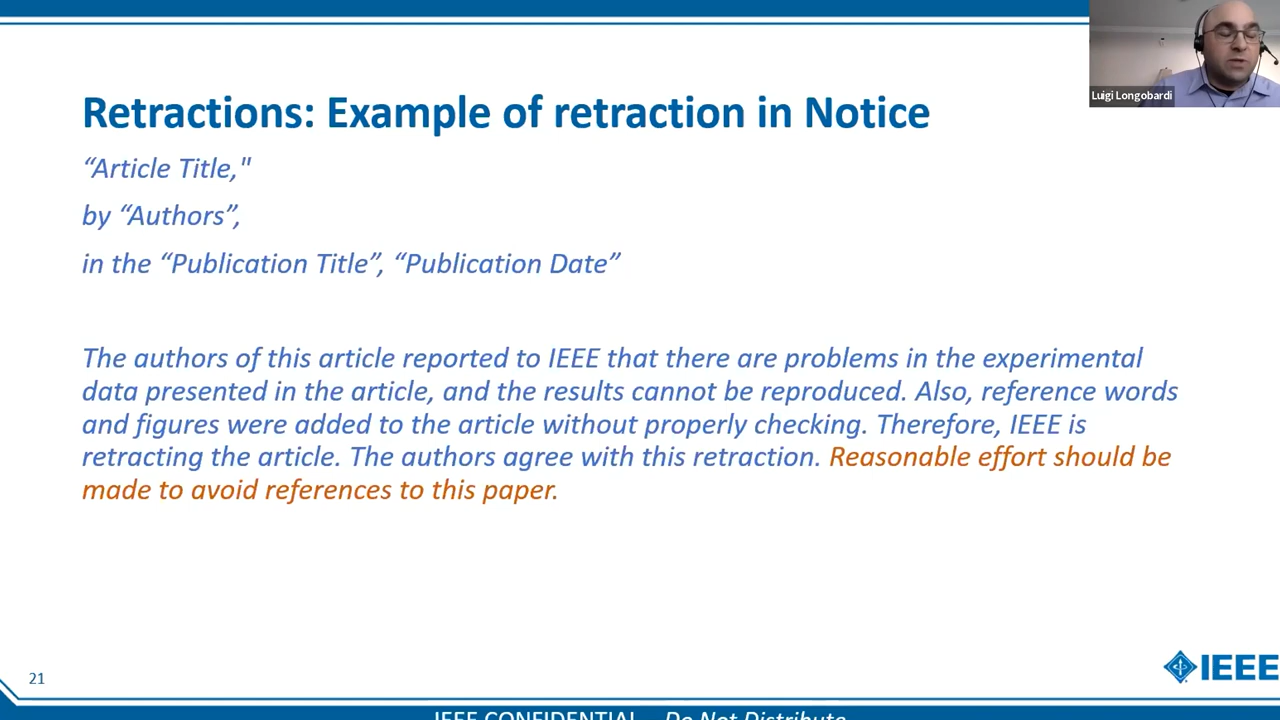 Luigi Longobardi
Retractions: Example of retraction in Notice
“Article Title,"
by “Authors”,
in the “Publication Title”, “Publication Date”
The authors of this article reported to IEEE that there are problems in the experimental
data presented in the article, and the results cannot be reproduced. Also, reference words
and figures were added to the article without properly checking. Therefore, IEEE is
retracting the article. The authors agree with this retraction. Reasonable effort should be
made to avoid references to this paper.
21
IEEE
IEEE CONFIDENTIAL – Do Not Distribute